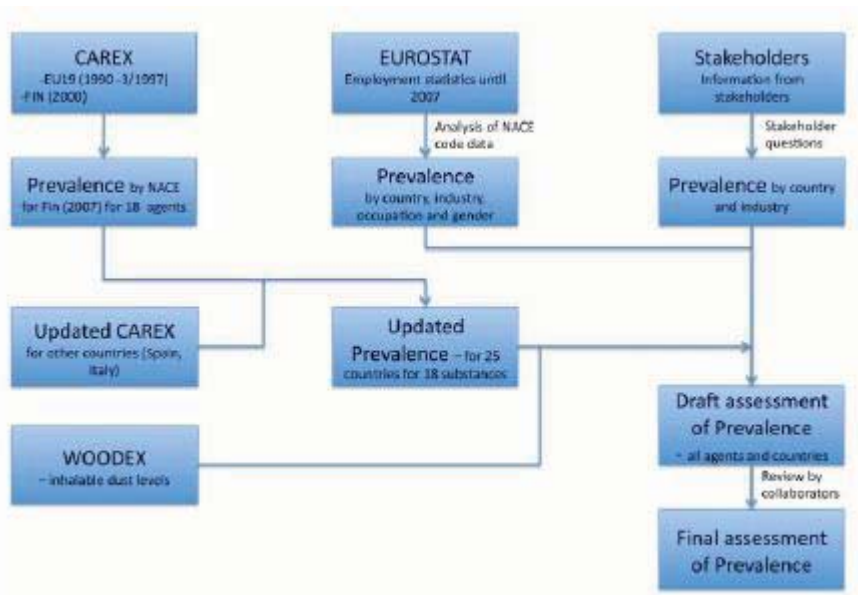 CAREX
-EU19 (1990 -3/1997)
-FIN (2000)
EUROSTAT
Employment statistics until
2007
Stakeholders
Information from
stakeholders
Analysis of NACE
code data
Stakeholder
questions
Prevalence by NACE
for Fin (2007) for 18 agents
Prevalence
by country, industry,
occupation and gender
Prevalence by country
and industry
Updated CAREX
for other countries (Spain,
Italy)
Updated
Prevalence – for 25
countries for 18 substances
WOODEX
– inhalable dust levels
Draft assessment
of Prevalence
– all agents and countries
Review by
collaborators
Final assessment
of Prevalence